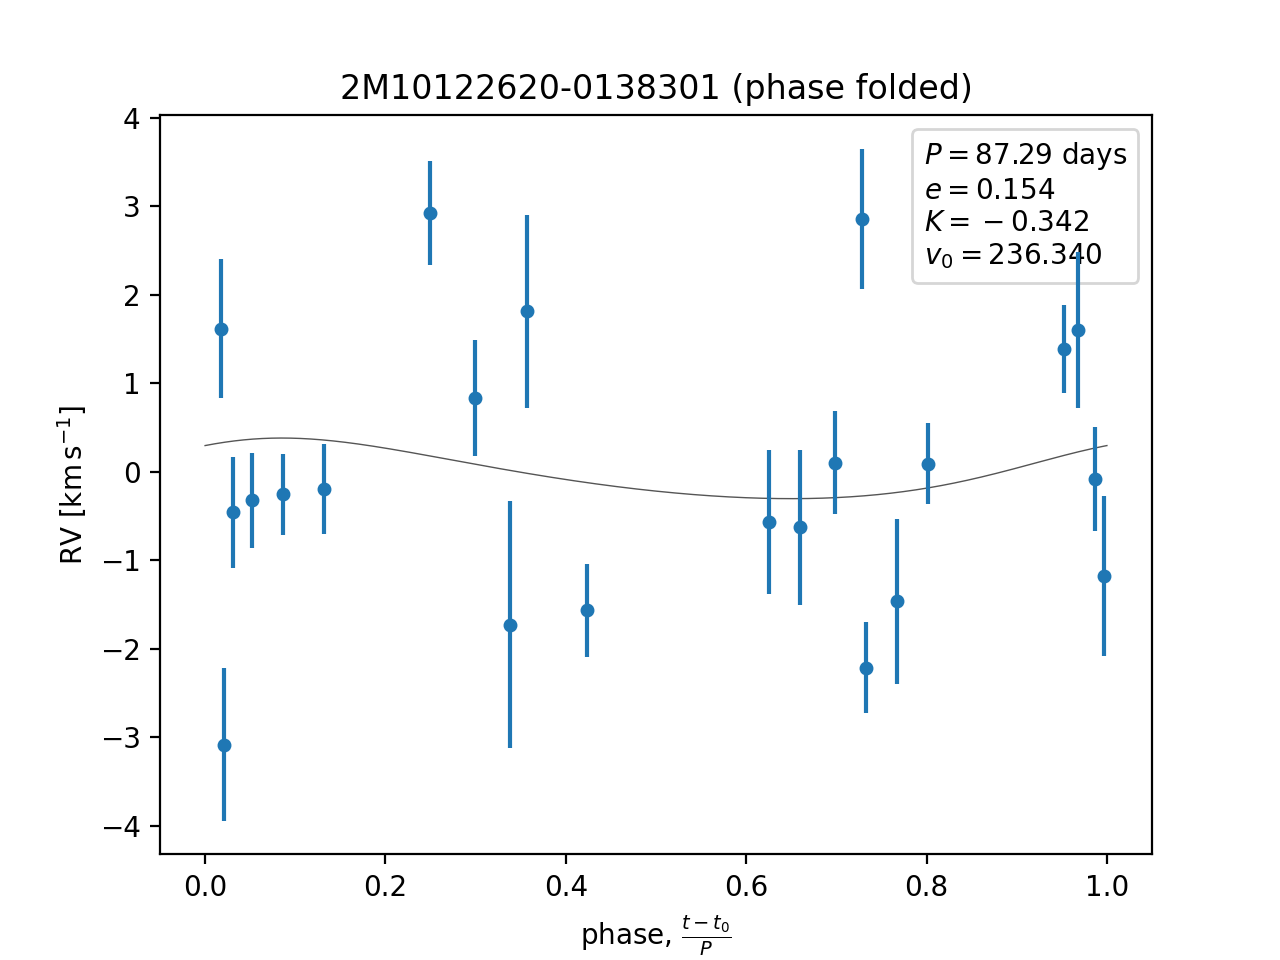 2M10122620-0138301 (phase folded)
P = 87.29 days
e = 0.154
K = −0.342
v₀ = 236.340
RV [km s⁻¹]
4
3
2
1
0
−1
−2
−3
−4
0.0 0.2 0.4 0.6 0.8 1.0
phase, (t − t₀)/P